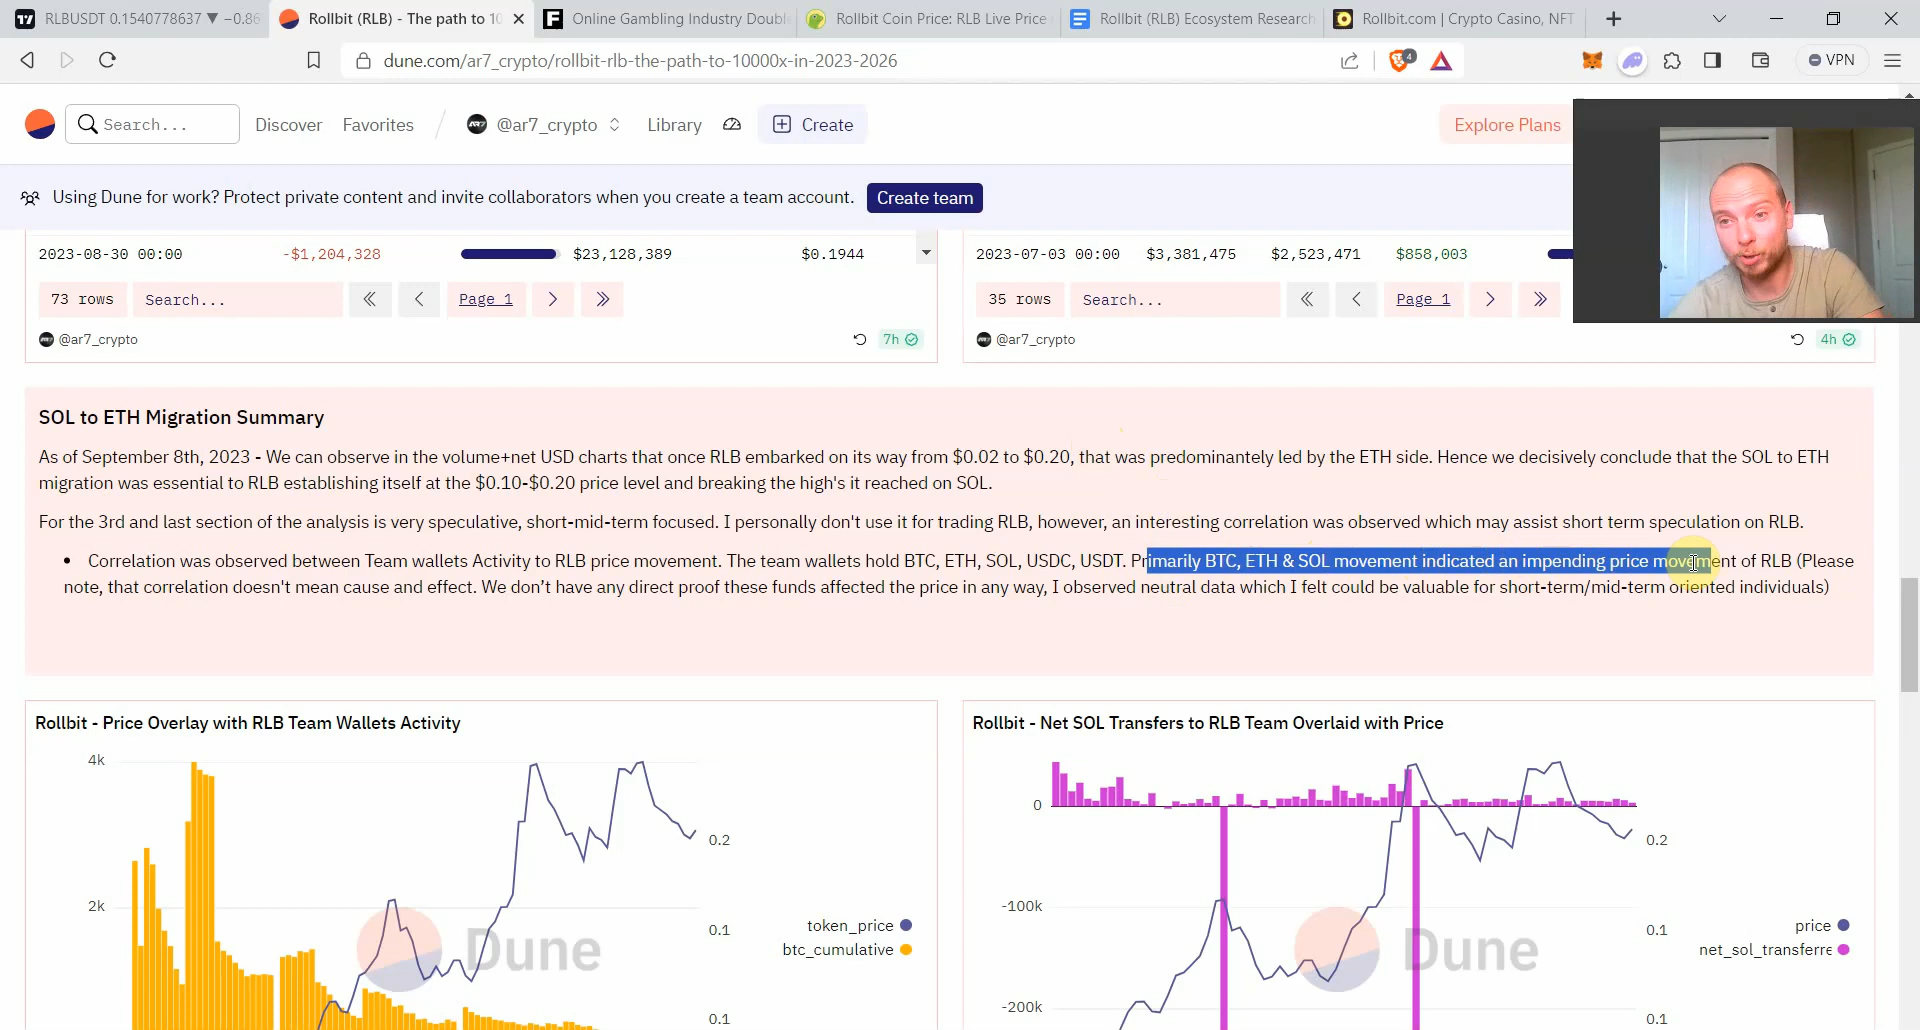 RLBUSDT 0.1540778637 ▼ −0.86
Rollbit (RLB) - The path to 10
Online Gambling Industry Doubl
Rollbit Coin Price: RLB Live Price
Rollbit (RLB) Ecosystem Research
Rollbit.com | Crypto Casino, NFT
dune.com/ar7_crypto/rollbit-rlb-the-path-to-10000x-in-2023-2026
4
VPN
Search...
Discover
Favorites
@ar7_crypto
Library
Create
Explore Plans
Using Dune for work? Protect private content and invite collaborators when you create a team account.
Create team
2023-08-30 00:00 -$1,204,328 $23,128,389 $0.1944
2023-07-03 00:00 $3,381,475 $2,523,471 $858,003
73 rows Search... « < Page 1 > »
35 rows Search... « < Page 1 > »
@ar7_crypto 7h
@ar7_crypto 4h
SOL to ETH Migration Summary
As of September 8th, 2023 - We can observe in the volume+net USD charts that once RLB embarked on its way from $0.02 to $0.20, that was predominantely led by the ETH side. Hence we decisively conclude that the SOL to ETH
migration was essential to RLB establishing itself at the $0.10-$0.20 price level and breaking the high's it reached on SOL.
For the 3rd and last section of the analysis is very speculative, short-mid-term focused. I personally don't use it for trading RLB, however, an interesting correlation was observed which may assist short term speculation on RLB.
• Correlation was observed between Team wallets Activity to RLB price movement. The team wallets hold BTC, ETH, SOL, USDC, USDT. Primarily BTC, ETH & SOL movement indicated an impending price movement of RLB (Please
note, that correlation doesn't mean cause and effect. We don’t have any direct proof these funds affected the price in any way, I observed neutral data which I felt could be valuable for short-term/mid-term oriented individuals)
Rollbit - Price Overlay with RLB Team Wallets Activity
4k
2k
0.2
0.1
0.1
token_price
btc_cumulative
Dune
Rollbit - Net SOL Transfers to RLB Team Overlaid with Price
0
-100k
-200k
0.2
0.1
0.1
price
net_sol_transferre
Dune